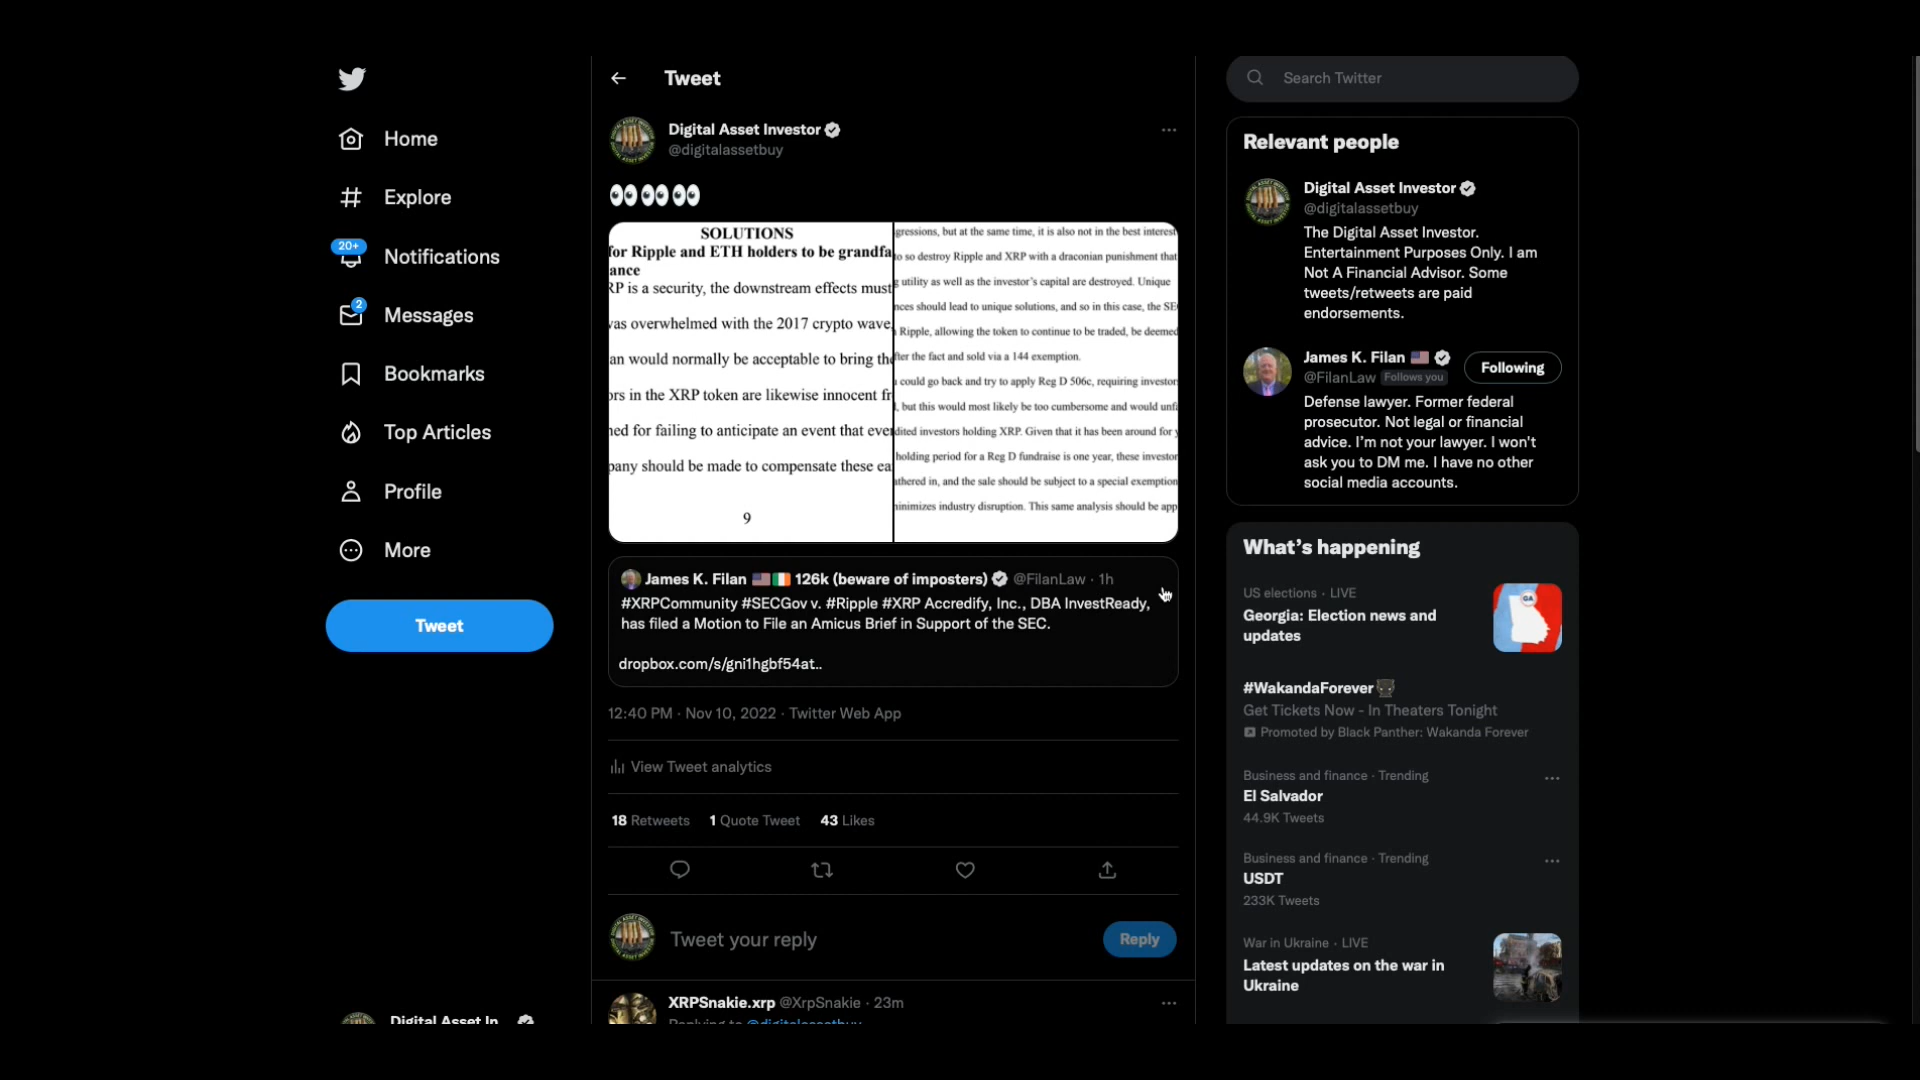 Home
Explore
20+
Notifications
2
Messages
Bookmarks
Top Articles
Profile
More
Tweet
Digital Asset In
Tweet
Digital Asset Investor
@digitalassetbuy
SOLUTIONS
for Ripple and ETH holders to be grandfa
ance
RP is a security, the downstream effects must
was overwhelmed with the 2017 crypto wave,
an would normally be acceptable to bring the
ors in the XRP token are likewise innocent fr
ned for failing to anticipate an event that ever
pany should be made to compensate these ea
9
gressions, but at the same time, it is also not in the best interest
to so destroy Ripple and XRP with a draconian punishment that
g utility as well as the investor's capital are destroyed. Unique
nces should lead to unique solutions, and so in this case, the SE
Ripple, allowing the token to continue to be traded, be deemed
fter the fact and sold via a 144 exemption.
could go back and try to apply Reg D 506c, requiring investor
, but this would most likely be too cumbersome and would unf
dited investors holding XRP. Given that it has been around for y
holding period for a Reg D fundraise is one year, these investor
athered in, and the sale should be subject to a special exemption
minimizes industry disruption. This same analysis should be app
James K. Filan 🇺🇸🇮🇪 126k (beware of imposters) @FilanLaw · 1h
#XRPCommunity #SECGov v. #Ripple #XRP Accredify, Inc., DBA InvestReady,
has filed a Motion to File an Amicus Brief in Support of the SEC.
dropbox.com/s/gni1hgbf54at..
12:40 PM · Nov 10, 2022 · Twitter Web App
View Tweet analytics
18 Retweets 1 Quote Tweet 43 Likes
Tweet your reply
Reply
XRPSnakie.xrp @XrpSnakie · 23m
Replying to @digitalassetbuy
Search Twitter
Relevant people
Digital Asset Investor
@digitalassetbuy
The Digital Asset Investor.
Entertainment Purposes Only. I am
Not A Financial Advisor. Some
tweets/retweets are paid
endorsements.
James K. Filan 🇺🇸
@FilanLaw Follows you
Following
Defense lawyer. Former federal
prosecutor. Not legal or financial
advice. I'm not your lawyer. I won't
ask you to DM me. I have no other
social media accounts.
What's happening
US elections · LIVE
Georgia: Election news and
updates
GA
#WakandaForever
Get Tickets Now - In Theaters Tonight
Promoted by Black Panther: Wakanda Forever
Business and finance · Trending
El Salvador
44.9K Tweets
Business and finance · Trending
USDT
233K Tweets
War in Ukraine · LIVE
Latest updates on the war in
Ukraine